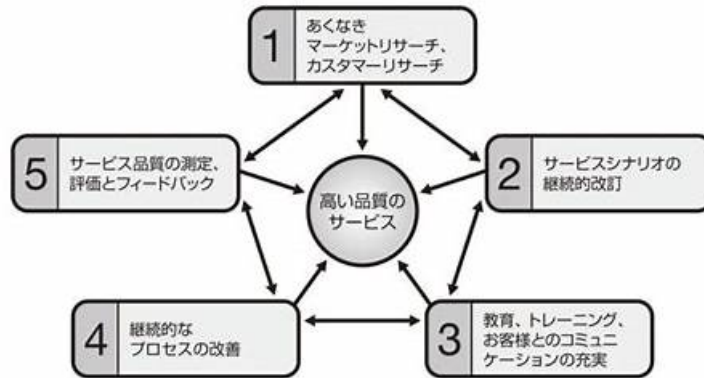 1
あくなき
マーケットリサーチ、
カスタマーリサーチ
2
サービスシナリオの
継続的改訂
3
教育、トレーニング、
お客様とのコミュニ
ケーションの充実
4
継続的な
プロセスの改善
5
サービス品質の測定、
評価とフィードバック
高い品質の
サービス